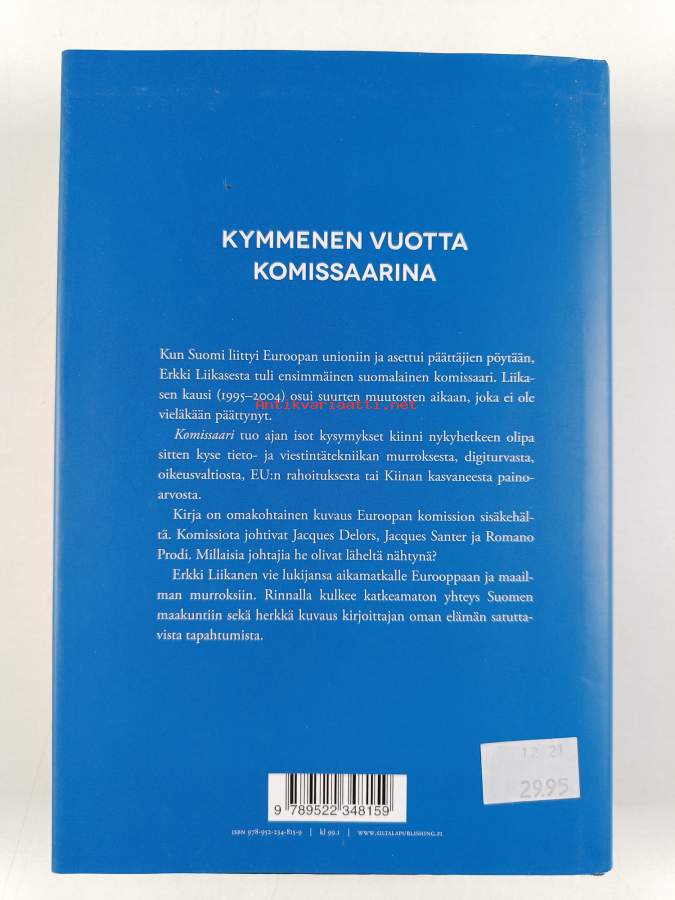 KYMMENEN VUOTTA
KOMISSAARINA
Kun Suomi liittyi Euroopan unioniin ja asettui päättäjien pöytään,
Erkki Liikasesta tuli ensimmäinen suomalainen komissaari. Liika-
sen kausi (1995–2004) osui suurten muutosten aikaan, joka ei ole
Antikvariaatti.net
vieläkään päättynyt.
Komissaari tuo ajan isot kysymykset kiinni nykyhetkeen olipa
sitten kyse tieto- ja viestintätekniikan murroksesta, digiturvasta,
oikeusvaltiosta, EU:n rahoituksesta tai Kiinan kasvaneesta paino-
arvosta.
Kirja on omakohtainen kuvaus Euroopan komission sisäkehäl-
tä. Komissiota johtivat Jacques Delors, Jacques Santer ja Romano
Prodi. Millaisia johtajia he olivat läheltä nähtynä?
Erkki Liikanen vie lukijansa aikamatkalle Eurooppaan ja maail-
man murroksiin. Rinnalla kulkee katkeamaton yhteys Suomen
maakuntiin sekä herkkä kuvaus kirjoittajan oman elämän satutta-
vista tapahtumista.
12 21
29.95
9 789522 348159
ISBN 978-952-234-815-9 | kl 99.1 | WWW.SILTALAPUBLISHING.FI